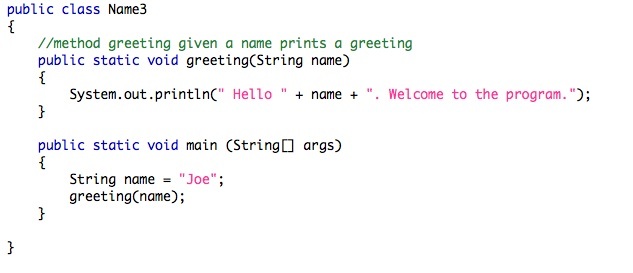 public class Name3
{
    //method greeting given a name prints a greeting
    public static void greeting(String name)
    {
        System.out.println(" Hello " + name + ". Welcome to the program.");
    }

    public static void main (String[] args)
    {
        String name = "Joe";
        greeting(name);
    }

}